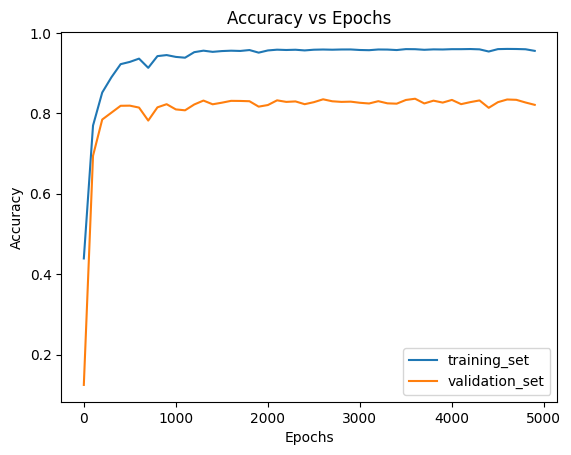 Accuracy vs Epochs
1.0
0.8
0.6
0.4
0.2
Accuracy
0
1000
2000
3000
4000
5000
Epochs
training_set
validation_set